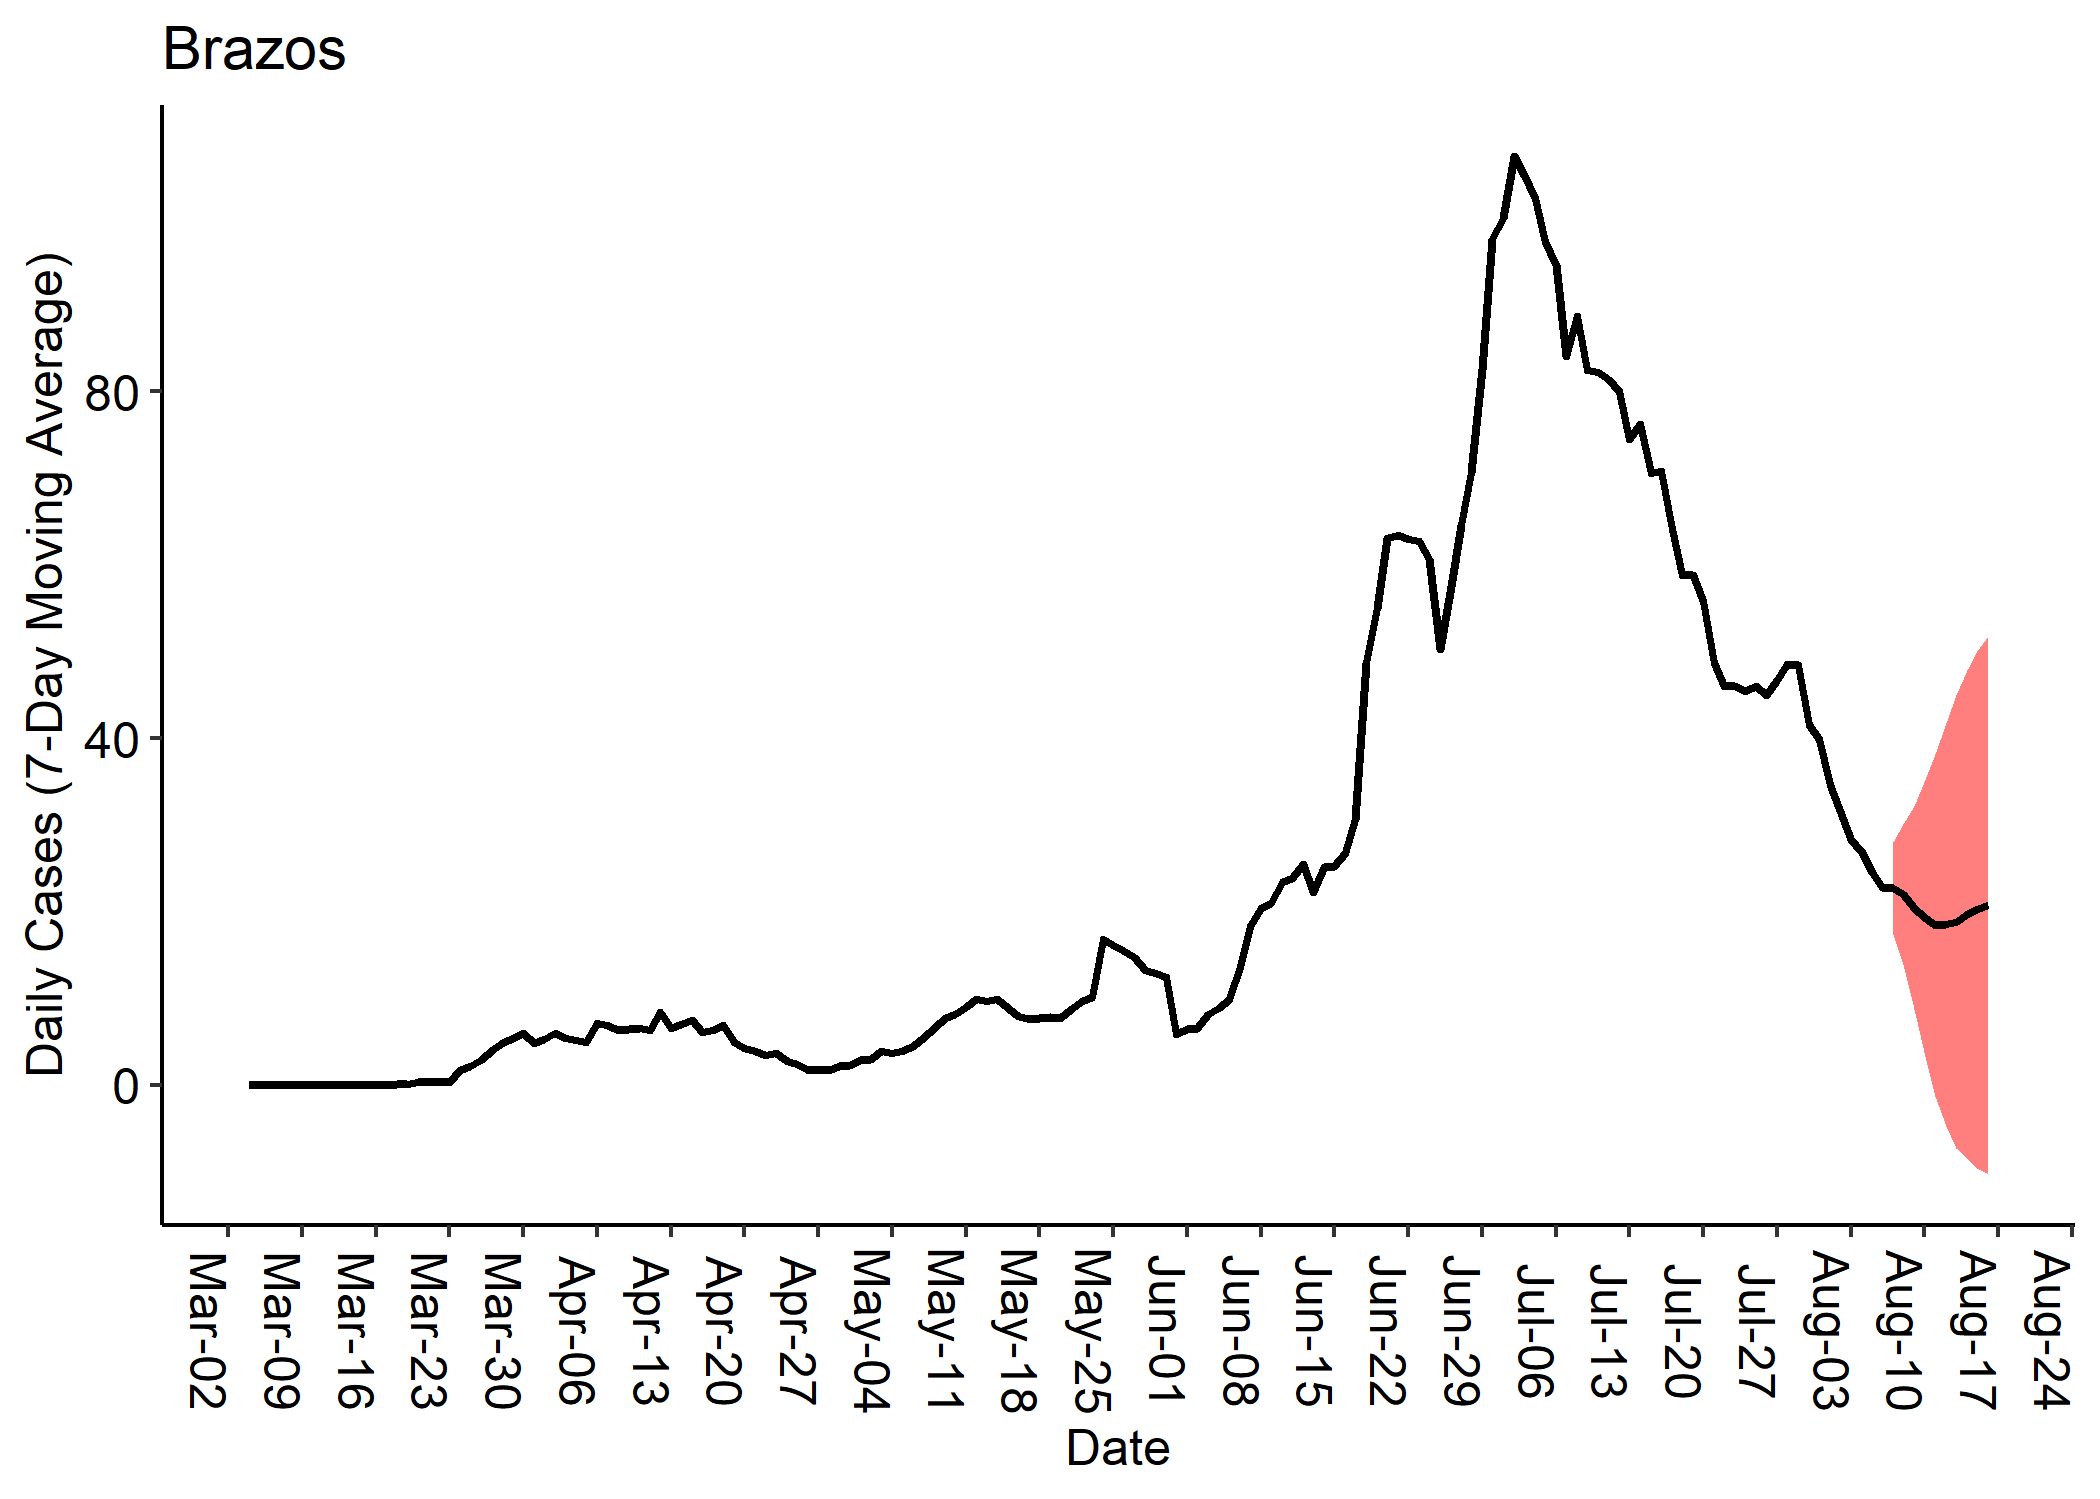 Brazos
Daily Cases (7-Day Moving Average)
80
40
0
Mar-02
Mar-09
Mar-16
Mar-23
Mar-30
Apr-06
Apr-13
Apr-20
Apr-27
May-04
May-11
May-18
May-25
Jun-01
Jun-08
Jun-15
Jun-22
Jun-29
Jul-06
Jul-13
Jul-20
Jul-27
Aug-03
Aug-10
Aug-17
Aug-24
Date